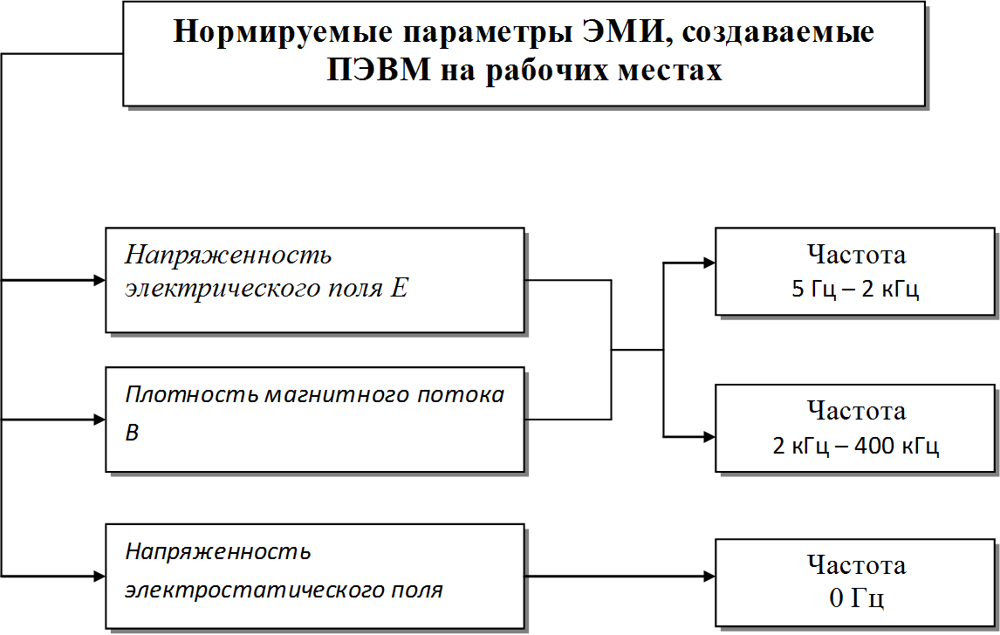 Нормируемые параметры ЭМИ, создаваемые
ПЭВМ на рабочих местах
Напряженность
электрического поля E
Частота
5 Гц – 2 кГц
Плотность магнитного потока
В
Частота
2 кГц – 400 кГц
Напряженность
электростатического поля
Частота
0 Гц